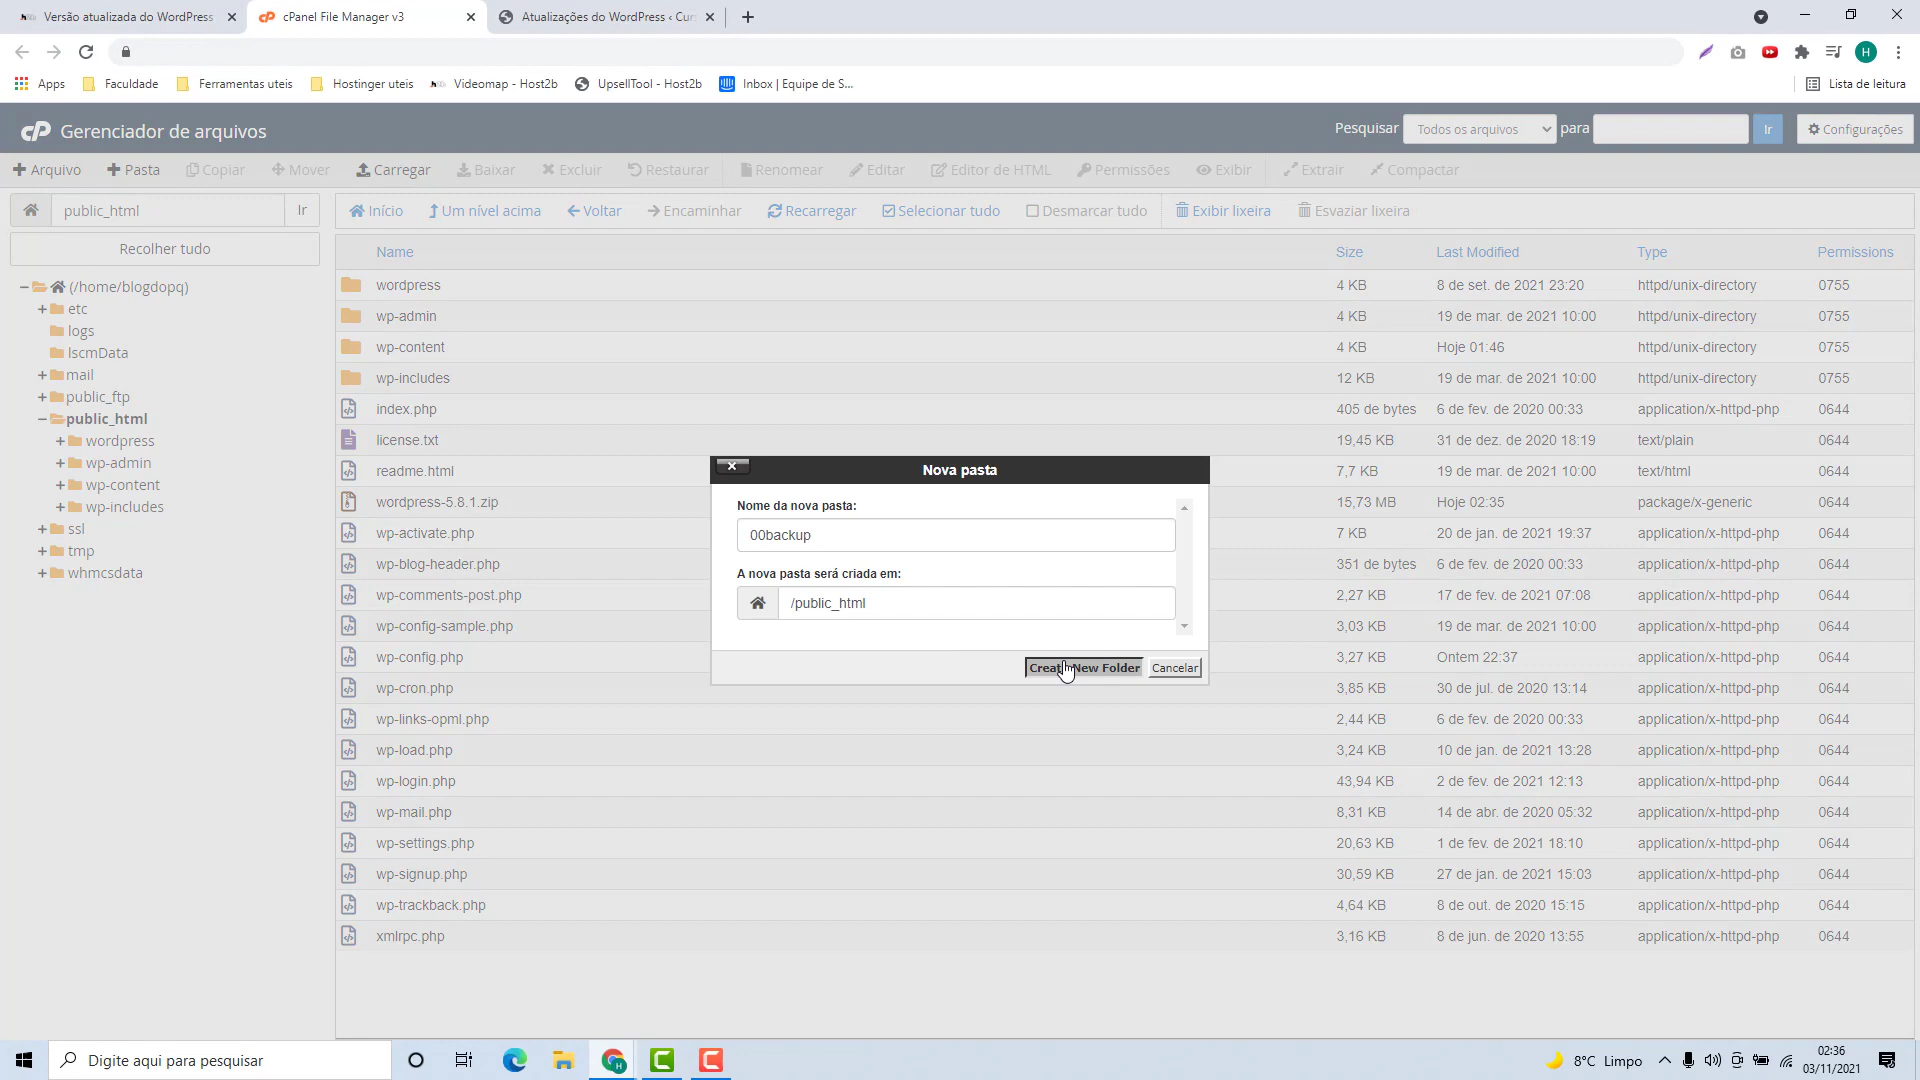 Versão atualizada do WordPress
cPanel File Manager v3
Atualizações do WordPress ‹ Cur
Apps
Faculdade
Ferramentas uteis
Hostinger uteis
Videomap - Host2b
UpsellTool - Host2b
Inbox | Equipe de S...
Lista de leitura
H
cP Gerenciador de arquivos
Pesquisar
Todos os arquivos
para
Ir
Configurações
Arquivo
Pasta
Copiar
Mover
Carregar
Baixar
Excluir
Restaurar
Renomear
Editar
Editor de HTML
Permissões
Exibir
Extrair
Compactar
public_html
Ir
Início
Um nível acima
Voltar
Encaminhar
Recarregar
Selecionar tudo
Desmarcar tudo
Exibir lixeira
Esvaziar lixeira
Recolher tudo
(/home/blogdopq)
etc
logs
lscmData
mail
public_ftp
public_html
wordpress
wp-admin
wp-content
wp-includes
ssl
tmp
whmcsdata
Name Size Last Modified Type Permissions
wordpress 4 KB 8 de set. de 2021 23:20 httpd/unix-directory 0755
wp-admin 4 KB 19 de mar. de 2021 10:00 httpd/unix-directory 0755
wp-content 4 KB Hoje 01:46 httpd/unix-directory 0755
wp-includes 12 KB 19 de mar. de 2021 10:00 httpd/unix-directory 0755
index.php 405 de bytes 6 de fev. de 2020 00:33 application/x-httpd-php 0644
license.txt 19,45 KB 31 de dez. de 2020 18:19 text/plain 0644
readme.html 7,7 KB 19 de mar. de 2021 10:00 text/html 0644
wordpress-5.8.1.zip 15,73 MB Hoje 02:35 package/x-generic 0644
wp-activate.php 7 KB 20 de jan. de 2021 19:37 application/x-httpd-php 0644
wp-blog-header.php 351 de bytes 6 de fev. de 2020 00:33 application/x-httpd-php 0644
wp-comments-post.php 2,27 KB 17 de fev. de 2021 07:08 application/x-httpd-php 0644
wp-config-sample.php 3,03 KB 19 de mar. de 2021 10:00 application/x-httpd-php 0644
wp-config.php 3,27 KB Ontem 22:37 application/x-httpd-php 0644
wp-cron.php 3,85 KB 30 de jul. de 2020 13:14 application/x-httpd-php 0644
wp-links-opml.php 2,44 KB 6 de fev. de 2020 00:33 application/x-httpd-php 0644
wp-load.php 3,24 KB 10 de jan. de 2021 13:28 application/x-httpd-php 0644
wp-login.php 43,94 KB 2 de fev. de 2021 12:13 application/x-httpd-php 0644
wp-mail.php 8,31 KB 14 de abr. de 2020 05:32 application/x-httpd-php 0644
wp-settings.php 20,63 KB 1 de fev. de 2021 18:10 application/x-httpd-php 0644
wp-signup.php 30,59 KB 27 de jan. de 2021 15:03 application/x-httpd-php 0644
wp-trackback.php 4,64 KB 8 de out. de 2020 15:15 application/x-httpd-php 0644
xmlrpc.php 3,16 KB 8 de jun. de 2020 13:55 application/x-httpd-php 0644
Nova pasta
Nome da nova pasta:
00backup
A nova pasta será criada em:
/public_html
Create New Folder
Cancelar
Digite aqui para pesquisar
8°C Limpo
02:36
03/11/2021